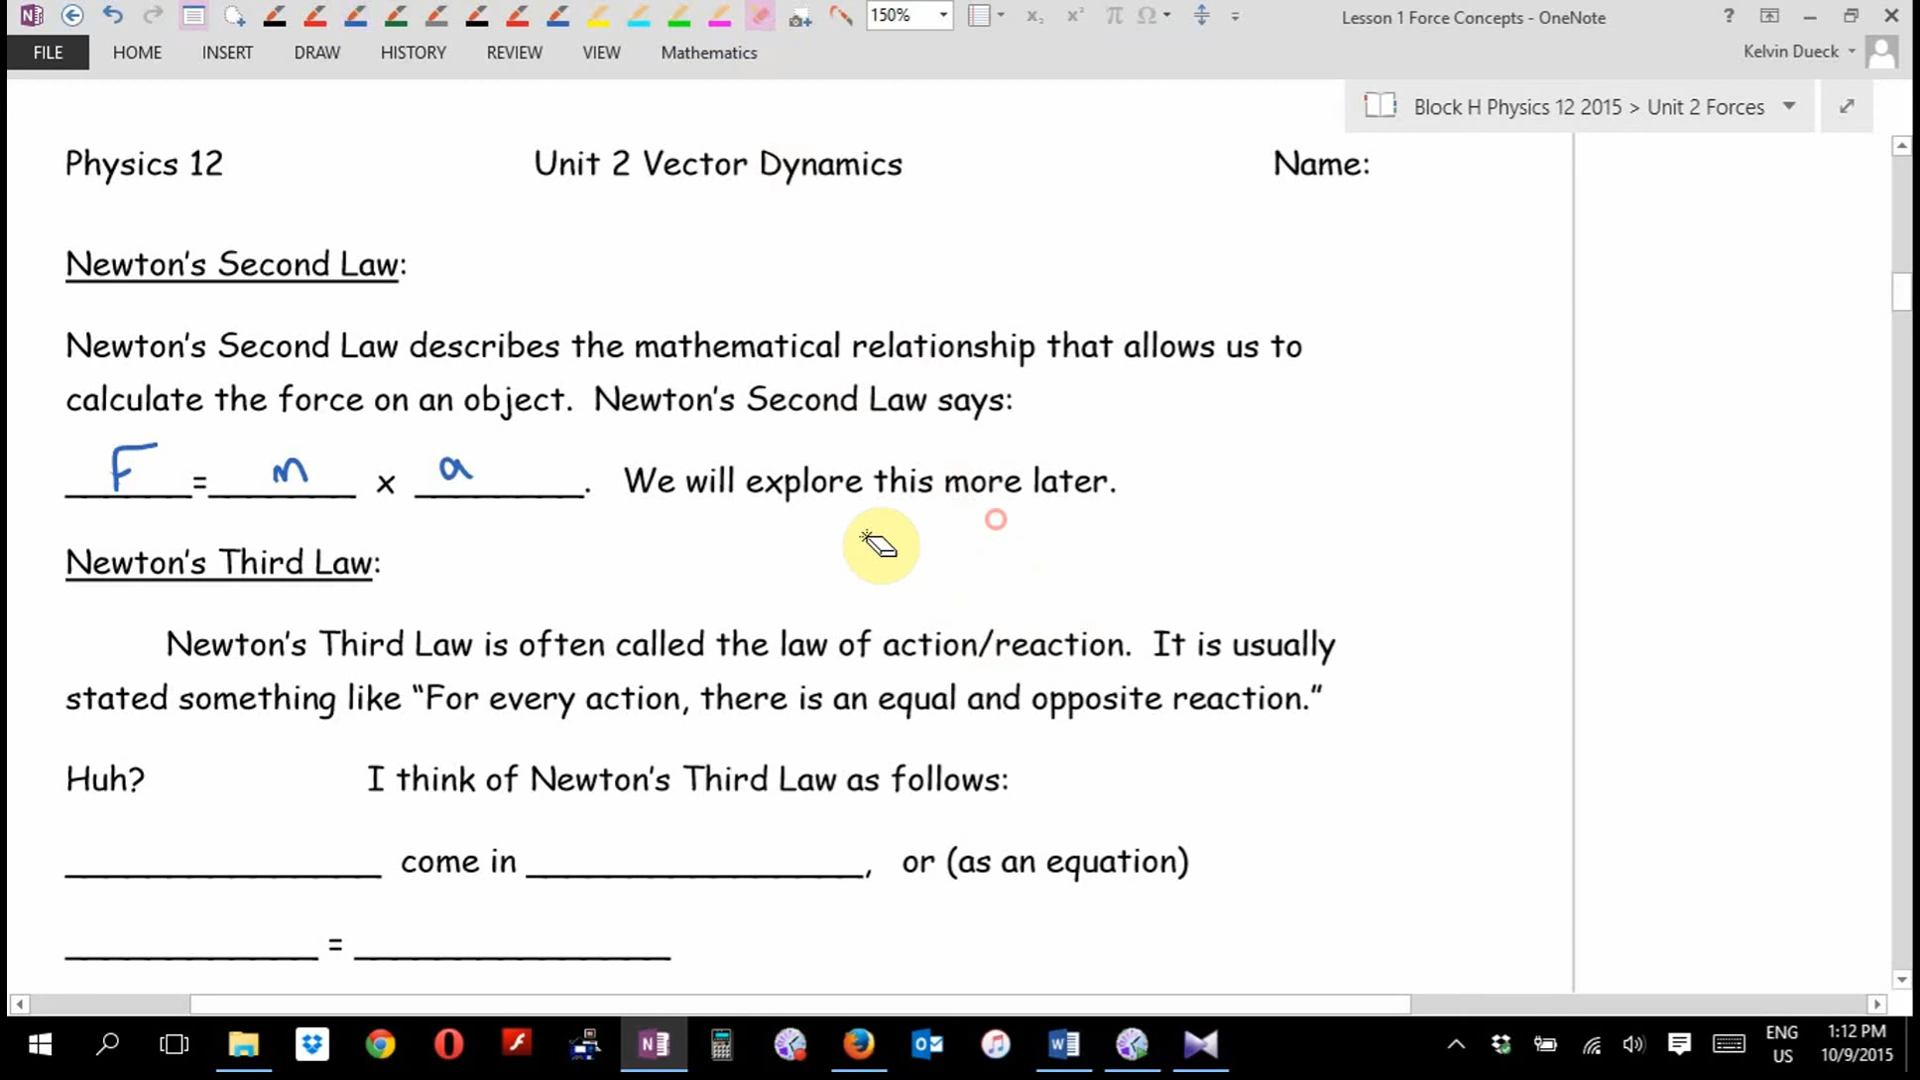 150%
Lesson 1 Force Concepts - OneNote
FILE HOME INSERT DRAW HISTORY REVIEW VIEW Mathematics
Kelvin Dueck
Block H Physics 12 2015 > Unit 2 Forces
Physics 12 Unit 2 Vector Dynamics Name:
Newton's Second Law:
Newton's Second Law describes the mathematical relationship that allows us to
calculate the force on an object. Newton's Second Law says:
F = m x a. We will explore this more later.
Newton's Third Law:
Newton's Third Law is often called the law of action/reaction. It is usually
stated something like “For every action, there is an equal and opposite reaction.”
Huh? I think of Newton's Third Law as follows:
_______________ come in ________________, or (as an equation)
____________ = _______________
ENG
US
1:12 PM
10/9/2015